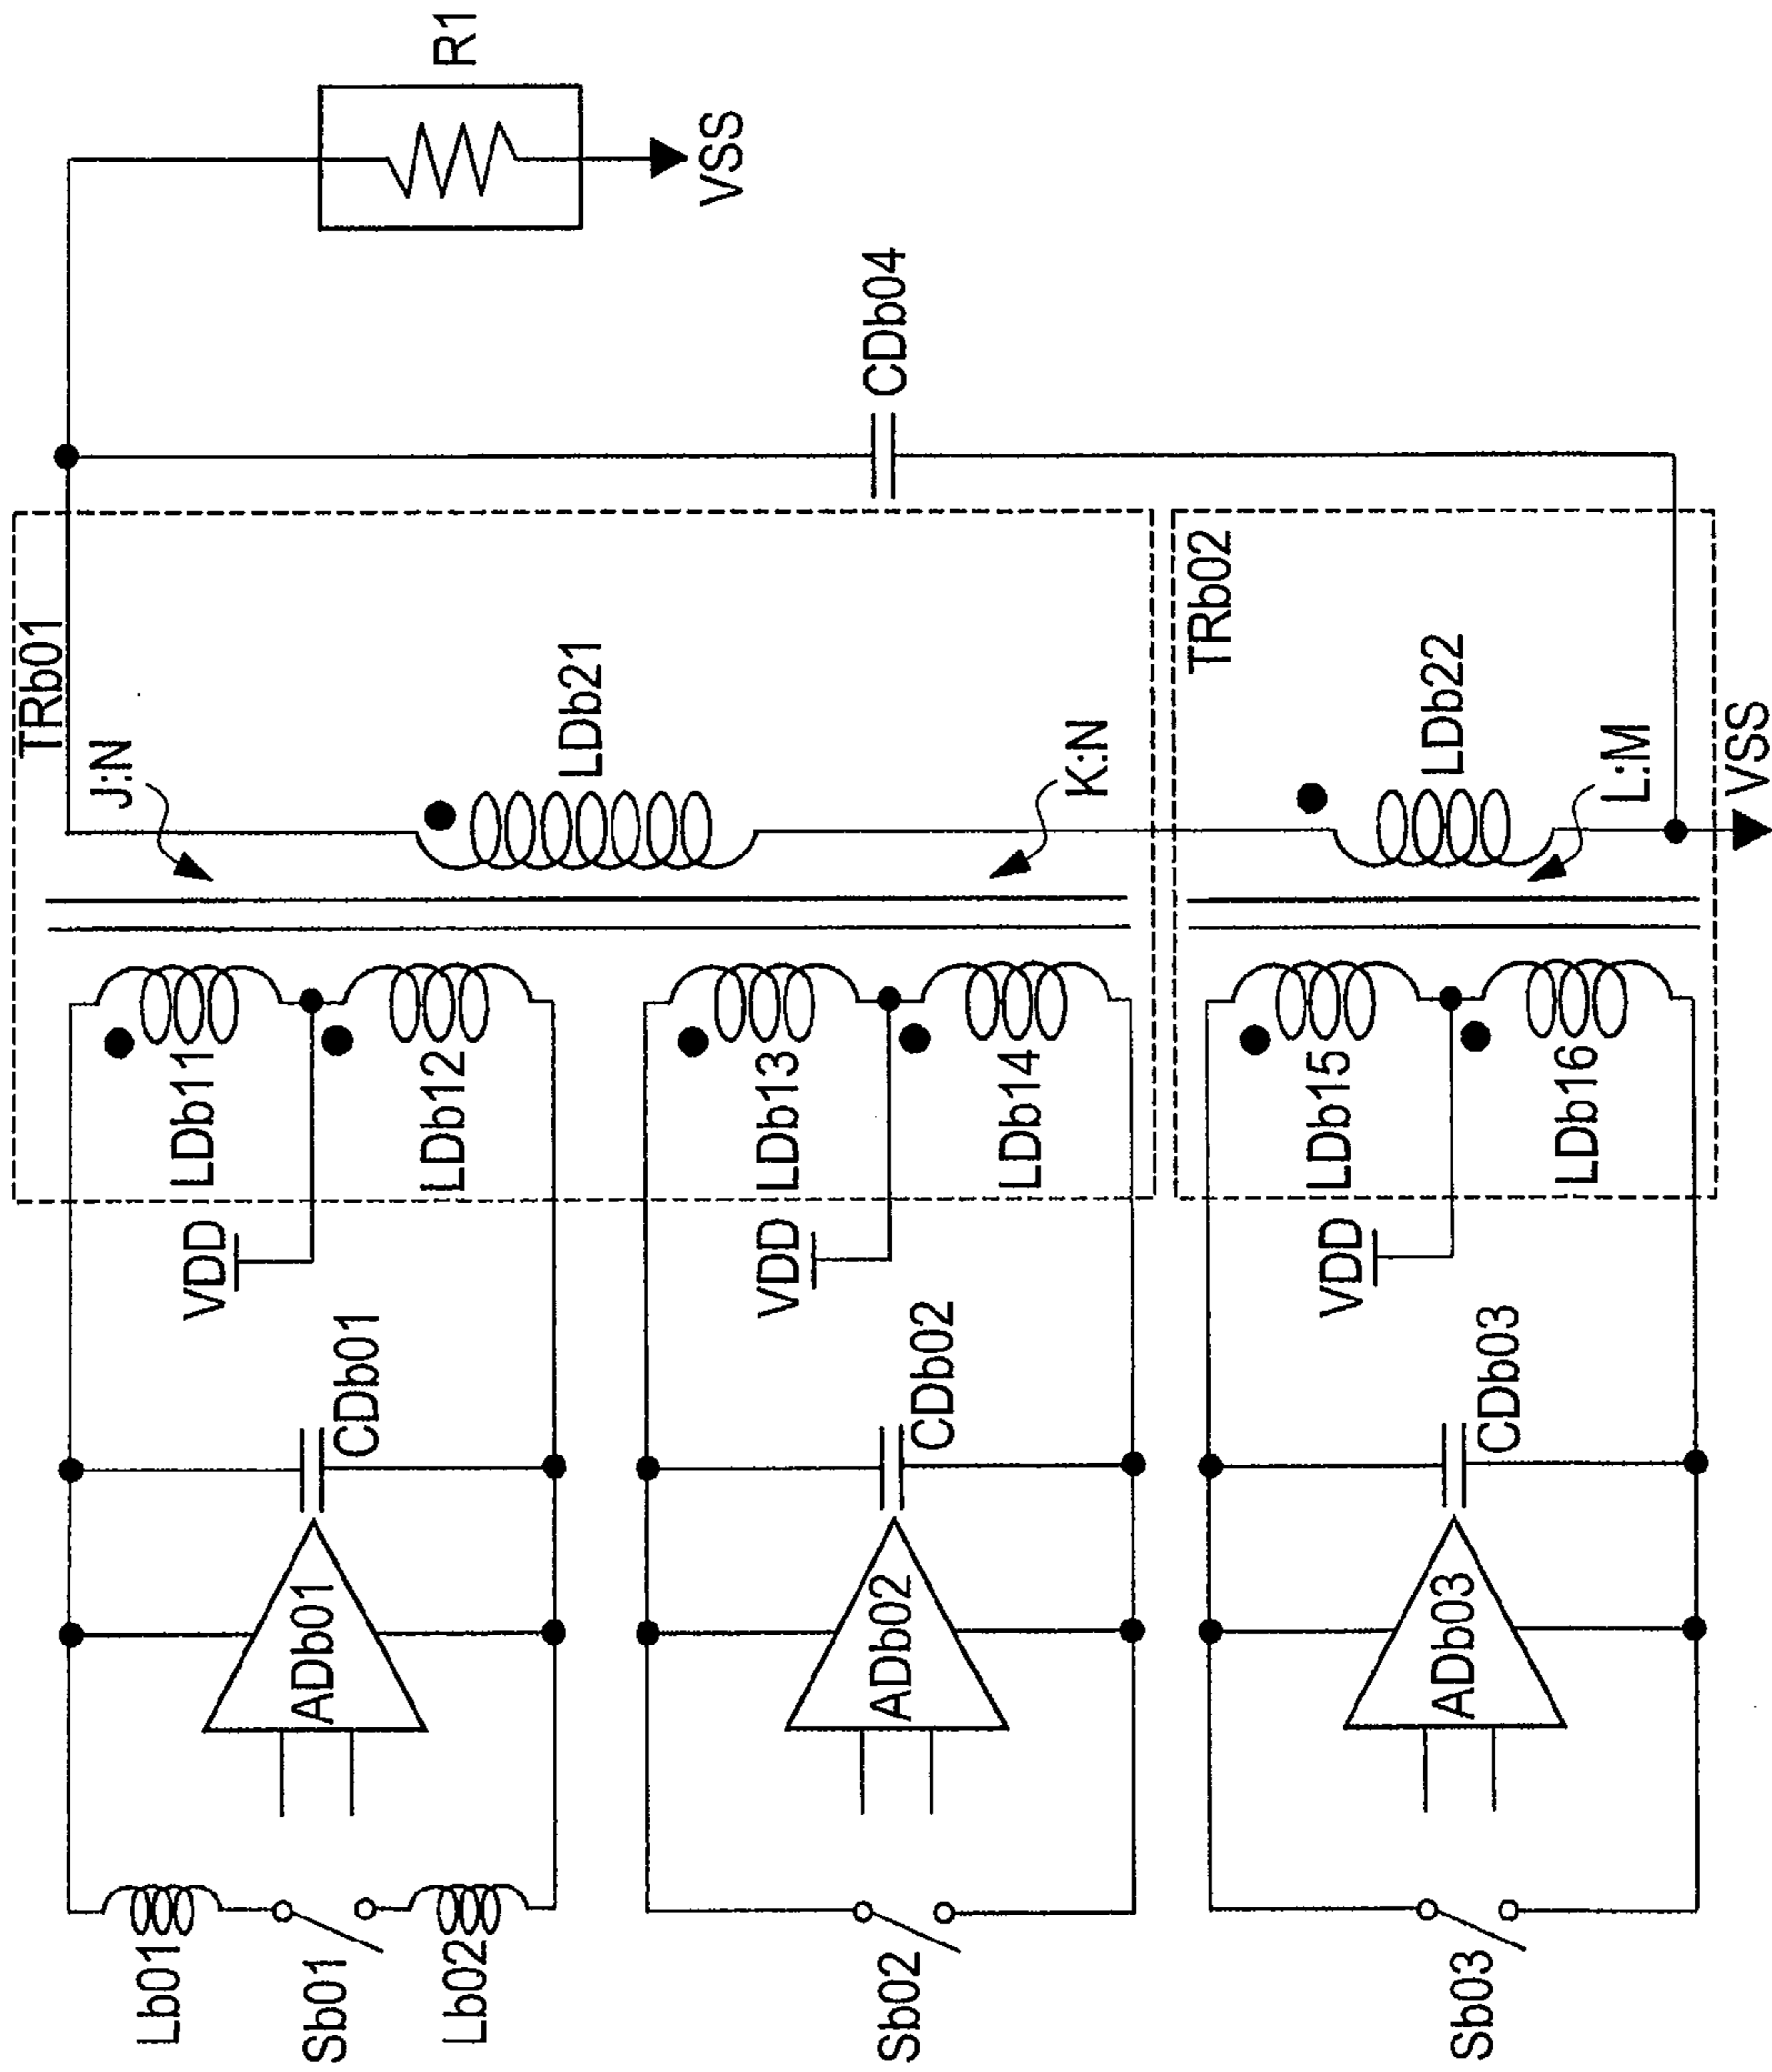 TRb01
J:N
LDb21
K:N
TRb02
LDb22
L:M
VSS
CDb04
R1
VSS
LDb11
LDb12
LDb13
LDb14
LDb15
LDb16
VDD
VDD
VDD
CDb01
CDb02
CDb03
ADb01
ADb02
ADb03
Lb01
Sb01
Lb02
Sb02
Sb03